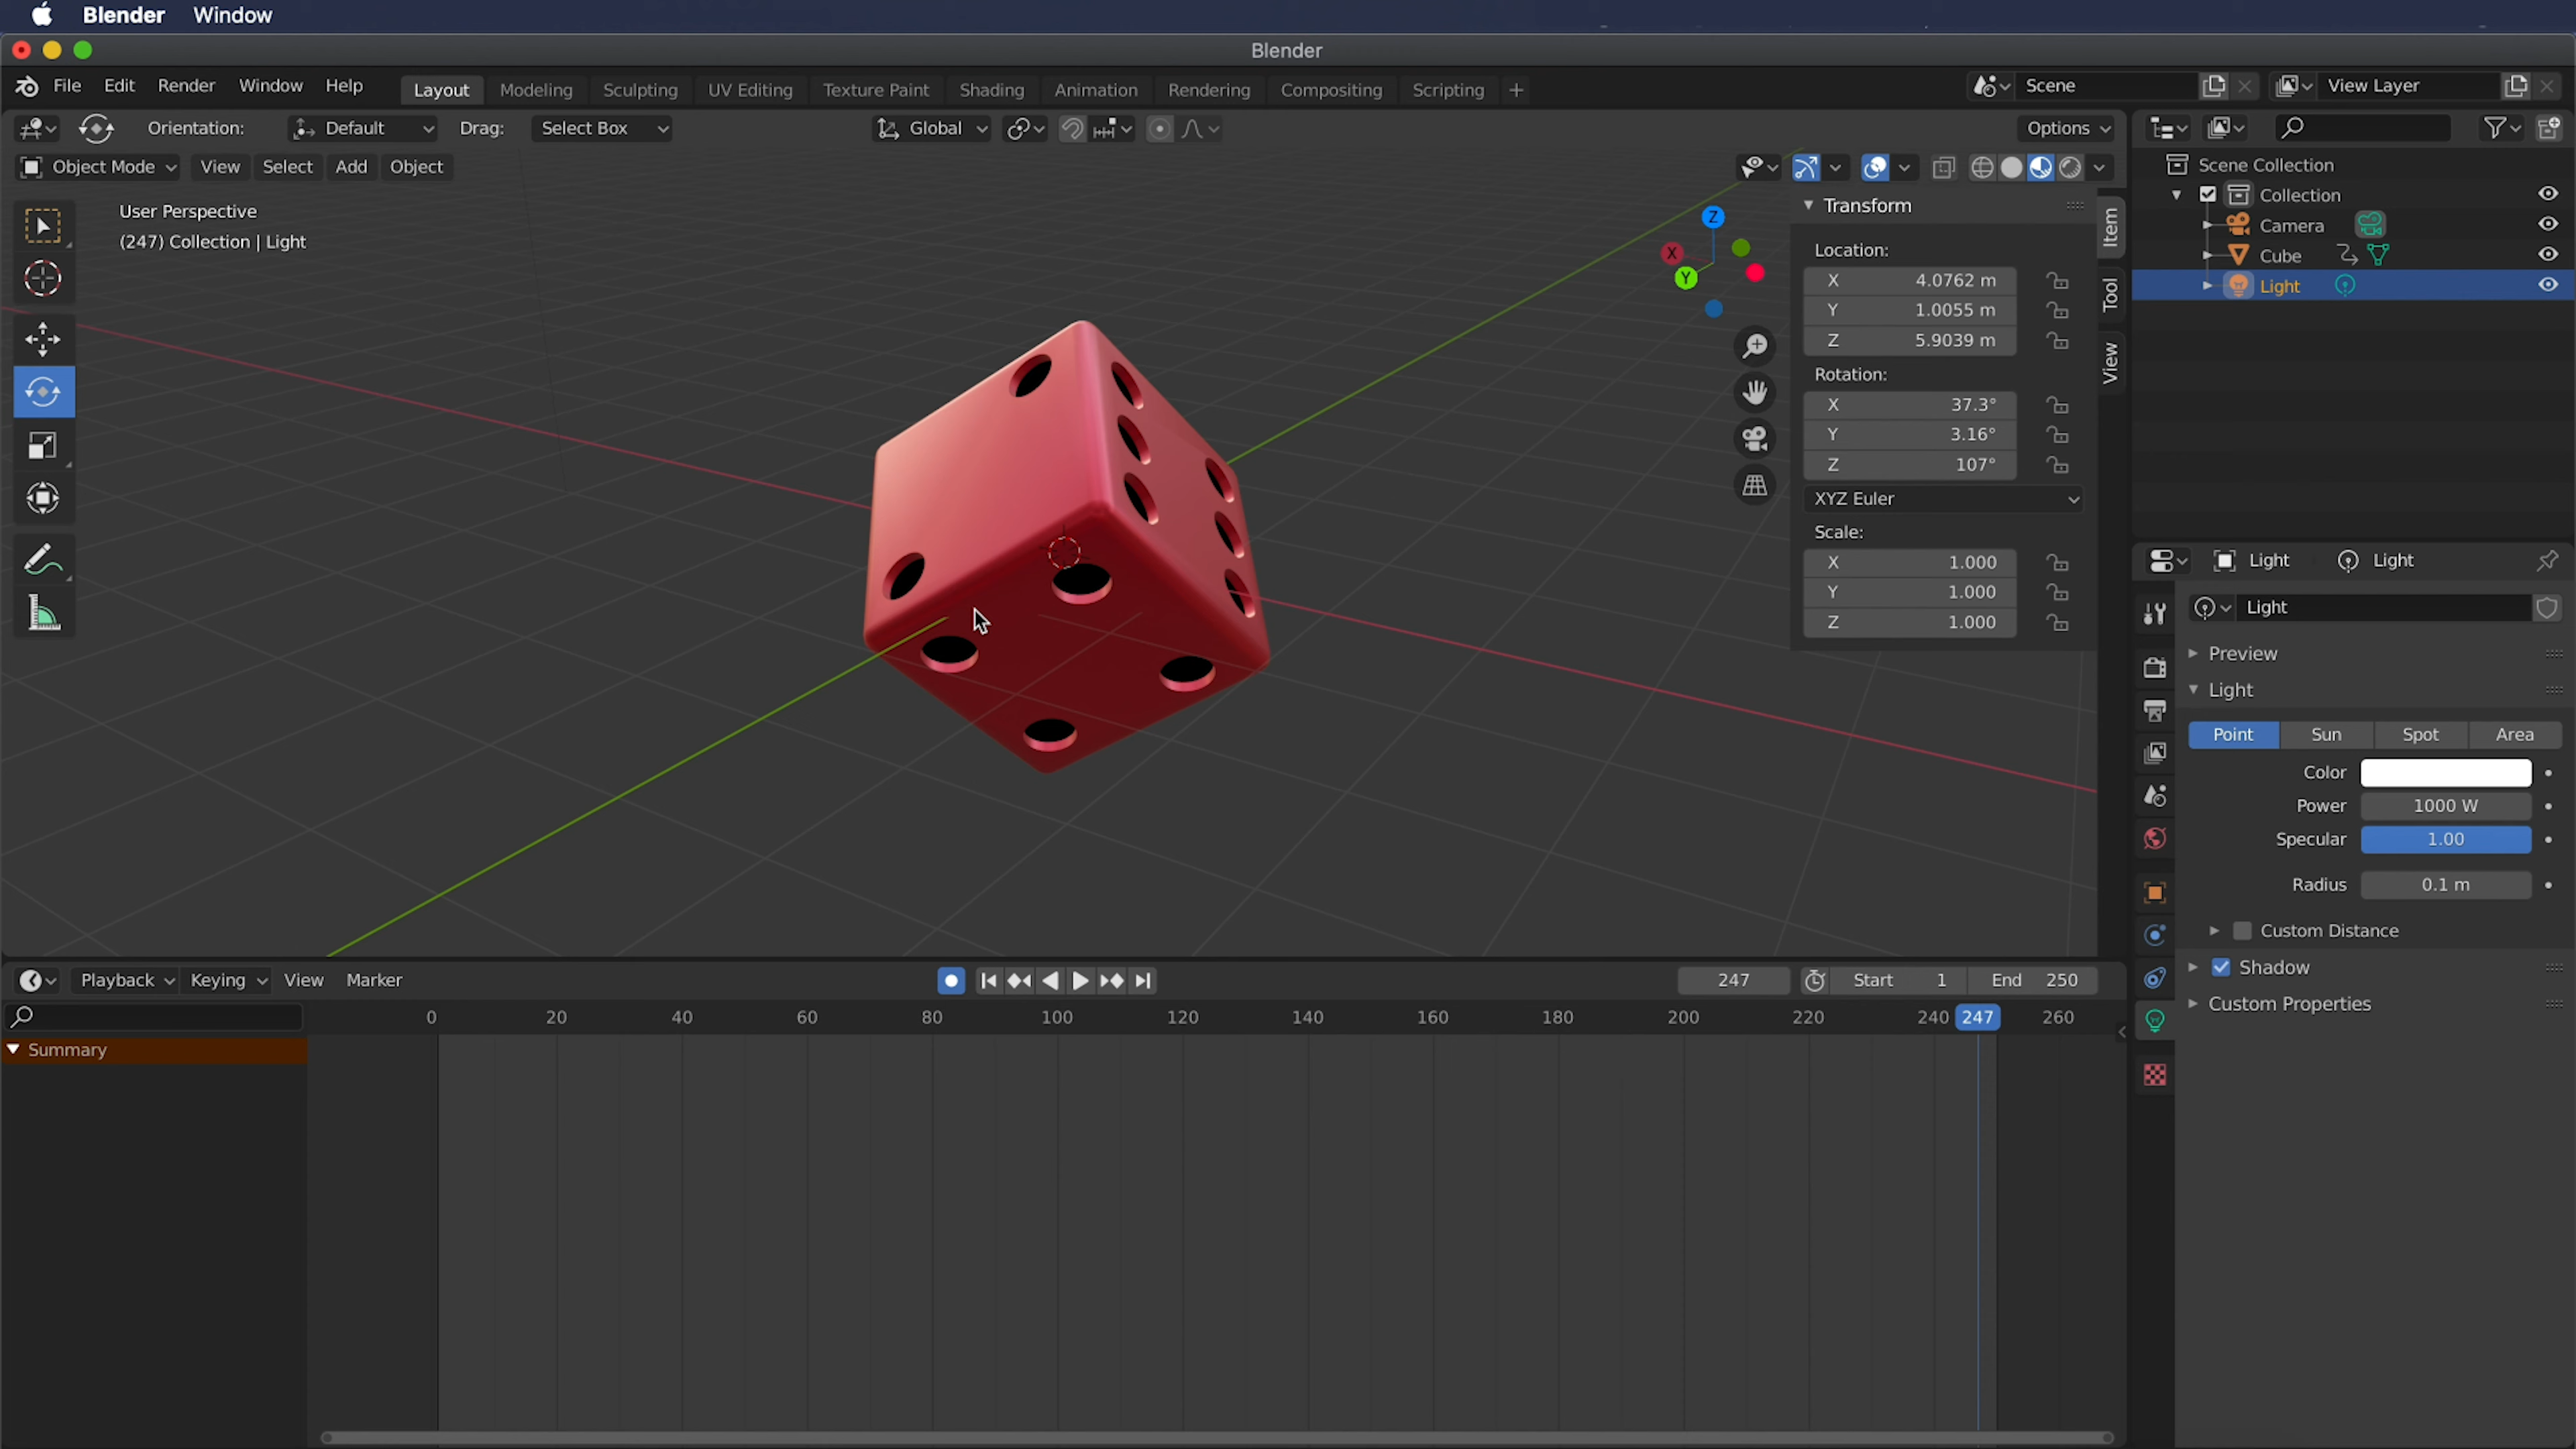 Blender Window
Blender
File Edit Render Window Help Layout Modeling Sculpting UV Editing Texture Paint Shading Animation Rendering Compositing Scripting + Scene View Layer
Orientation: Default Drag: Select Box Global Options
Object Mode View Select Add Object
User Perspective
(247) Collection | Light
Z
X
Y
Transform
Location:
X 4.0762 m
Y 1.0055 m
Z 5.9039 m
Rotation:
X 37.3°
Y 3.16°
Z 107°
XYZ Euler
Scale:
X 1.000
Y 1.000
Z 1.000
Item
Tool
View
Scene Collection
Collection
Camera
Cube
Light
Light Light
Light
Preview
Light
Point Sun Spot Area
Color
Power 1000 W
Specular 1.00
Radius 0.1 m
Custom Distance
Shadow
Custom Properties
Playback Keying View Marker 247 Start 1 End 250
0 20 40 60 80 100 120 140 160 180 200 220 240 247 260
Summary